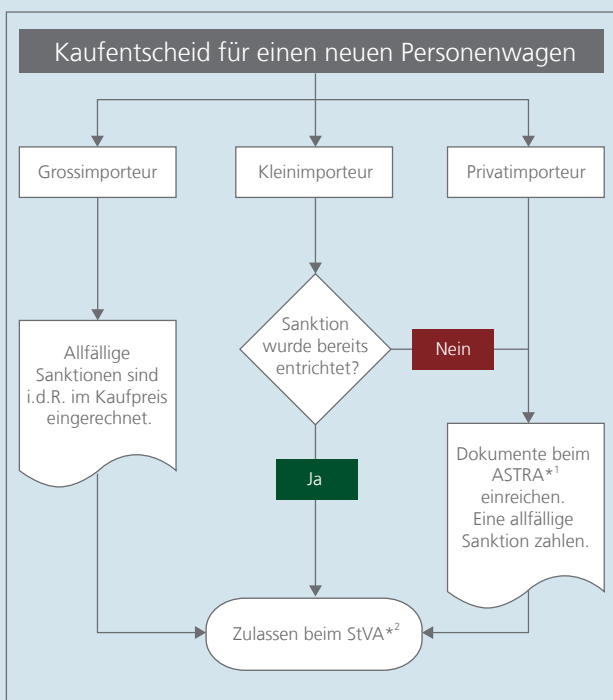 Kaufentscheid für einen neuen Personenwagen
Grossimporteur
Kleinimporteur
Privatimporteur
Allfällige
Sanktionen sind
i.d.R. im Kaufpreis
eingerechnet.
Sanktion
wurde bereits
entrichtet?
Nein
Ja
Dokumente beim
ASTRA*¹
einreichen.
Eine allfällige
Sanktion zahlen.
Zulassen beim StVA*²